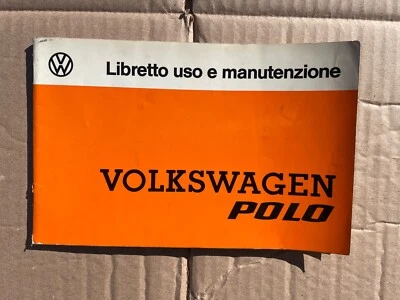 Libretto uso e manutenzione
VOLKSWAGEN
POLO